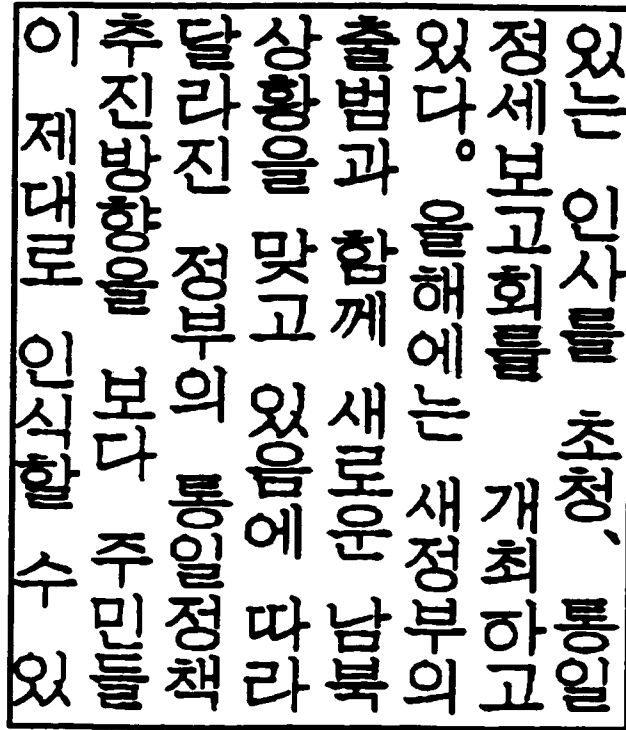 있는 인사를 초청、 통일
정세보고회를 개최하고
있다。 올해에는 새정부의
출범과 함께 새로운 남북
상황을 맞고 있음에 따라
달라진 정부의 통일정책
추진방향을 보다 주민들
이 제대로 인식할 수 있